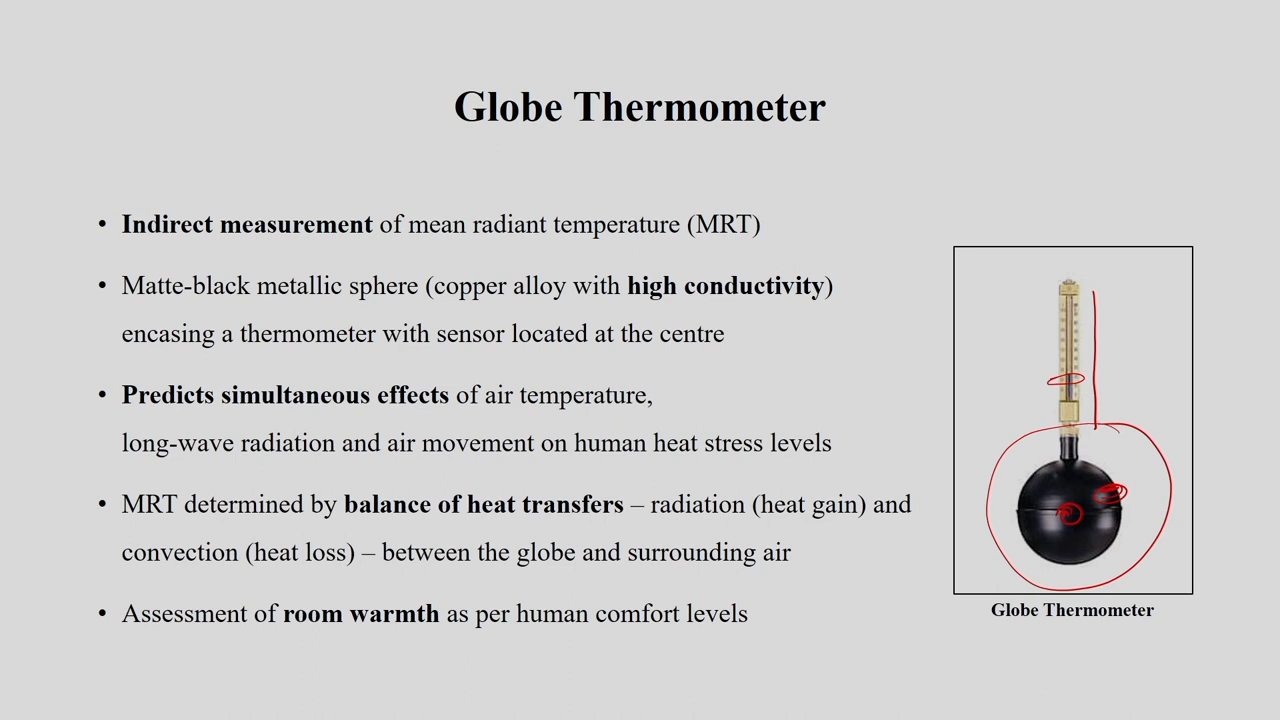 Globe Thermometer
• Indirect measurement of mean radiant temperature (MRT)
• Matte-black metallic sphere (copper alloy with high conductivity)
encasing a thermometer with sensor located at the centre
• Predicts simultaneous effects of air temperature,
long-wave radiation and air movement on human heat stress levels
• MRT determined by balance of heat transfers – radiation (heat gain) and
convection (heat loss) – between the globe and surrounding air
• Assessment of room warmth as per human comfort levels
Globe Thermometer